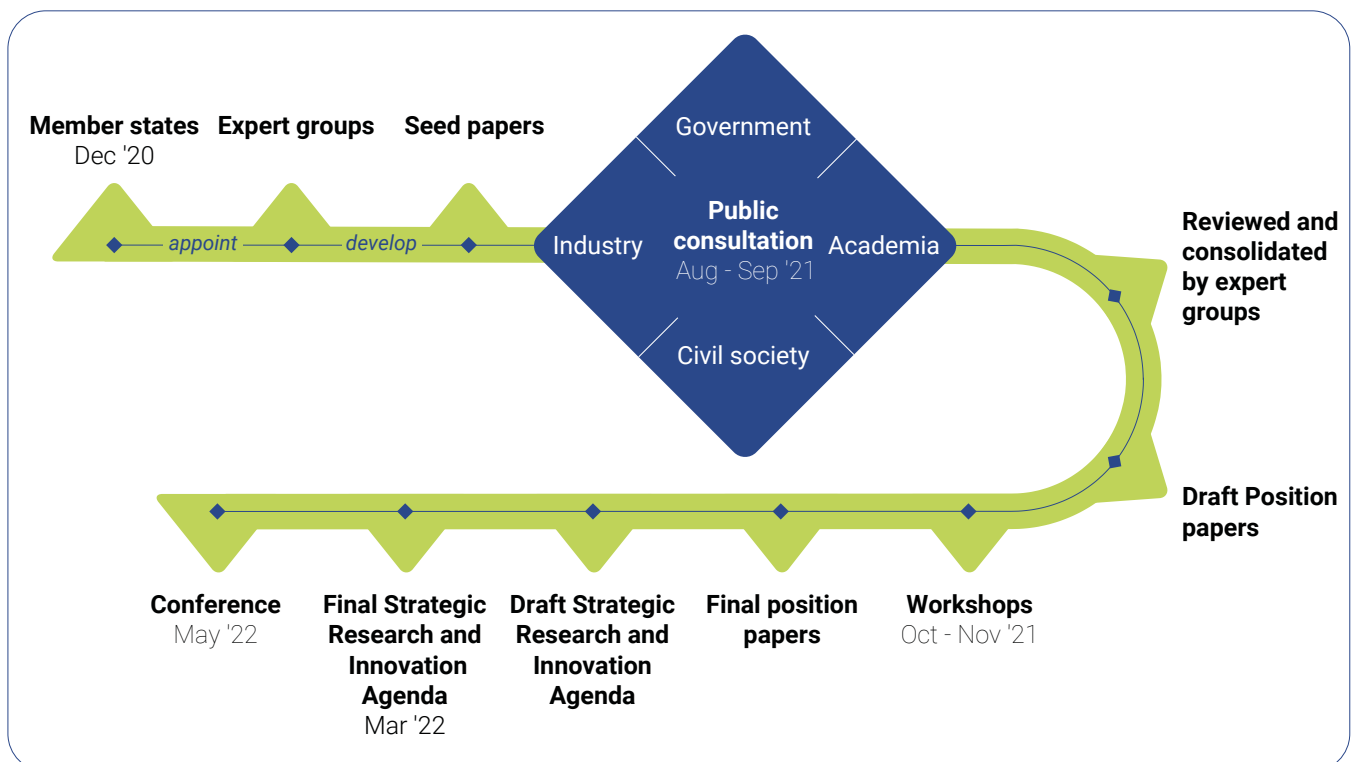 Member states
Dec '20
Expert groups
Seed papers
appoint
develop
Government
Industry
Public
consultation
Aug - Sep '21
Academia
Civil society
Reviewed and
consolidated
by expert
groups
Draft Position
papers
Workshops
Oct - Nov '21
Final position
papers
Draft Strategic
Research and
Innovation
Agenda
Final Strategic
Research and
Innovation
Agenda
Mar '22
Conference
May '22